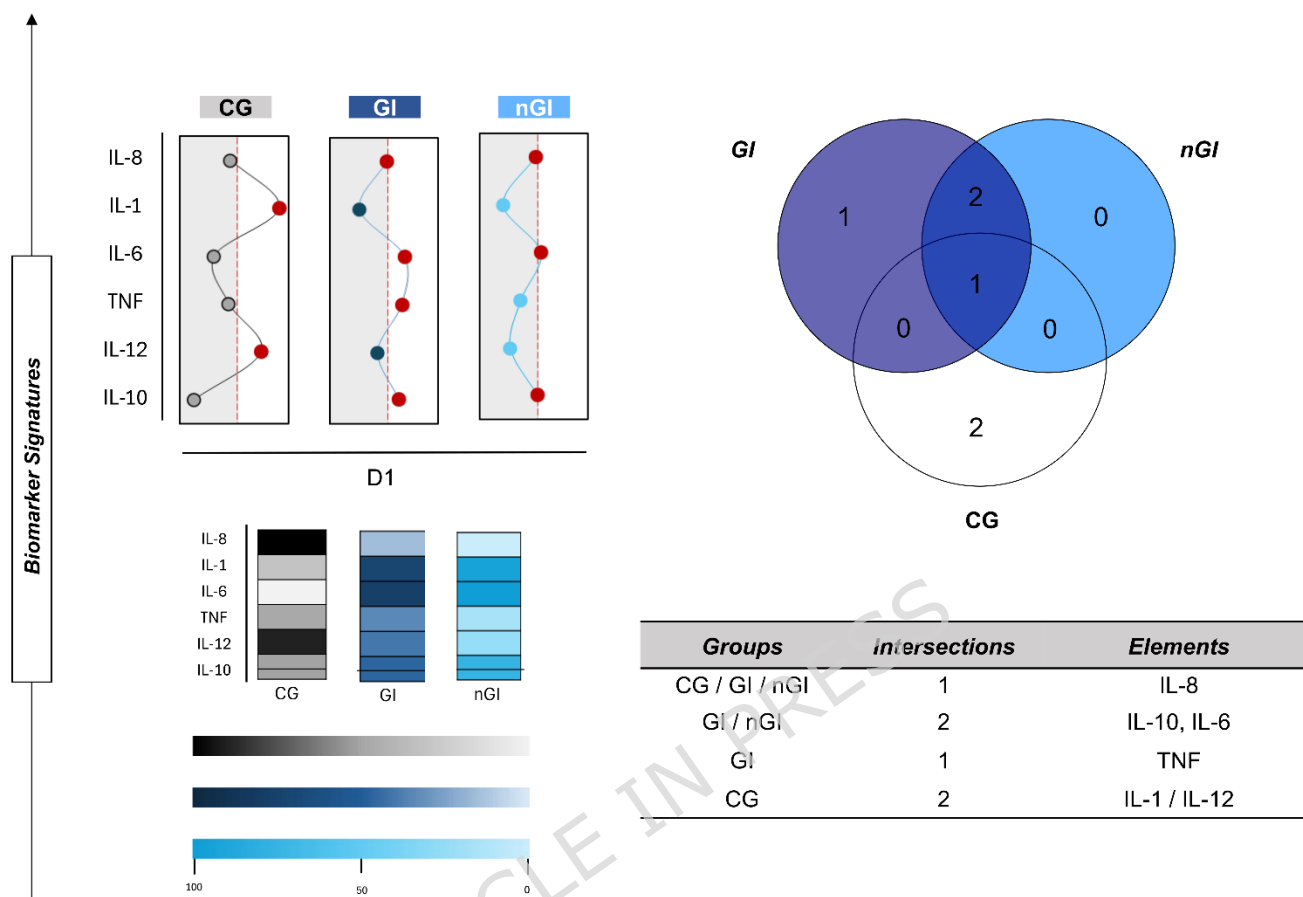 Biomarker Signatures
CG GI nGI
IL-8
IL-1
IL-6
TNF
IL-12
IL-10
D1
IL-8
IL-1
IL-6
TNF
IL-12
IL-10
CG GI nGI
100 50 0
GI nGI
1 2 0
1
0 0
2
CG
Groups Intersections Elements
CG / GI / nGI 1 IL-8
GI / nGI 2 IL-10, IL-6
GI 1 TNF
CG 2 IL-1 / IL-12
CLE IN PRESS